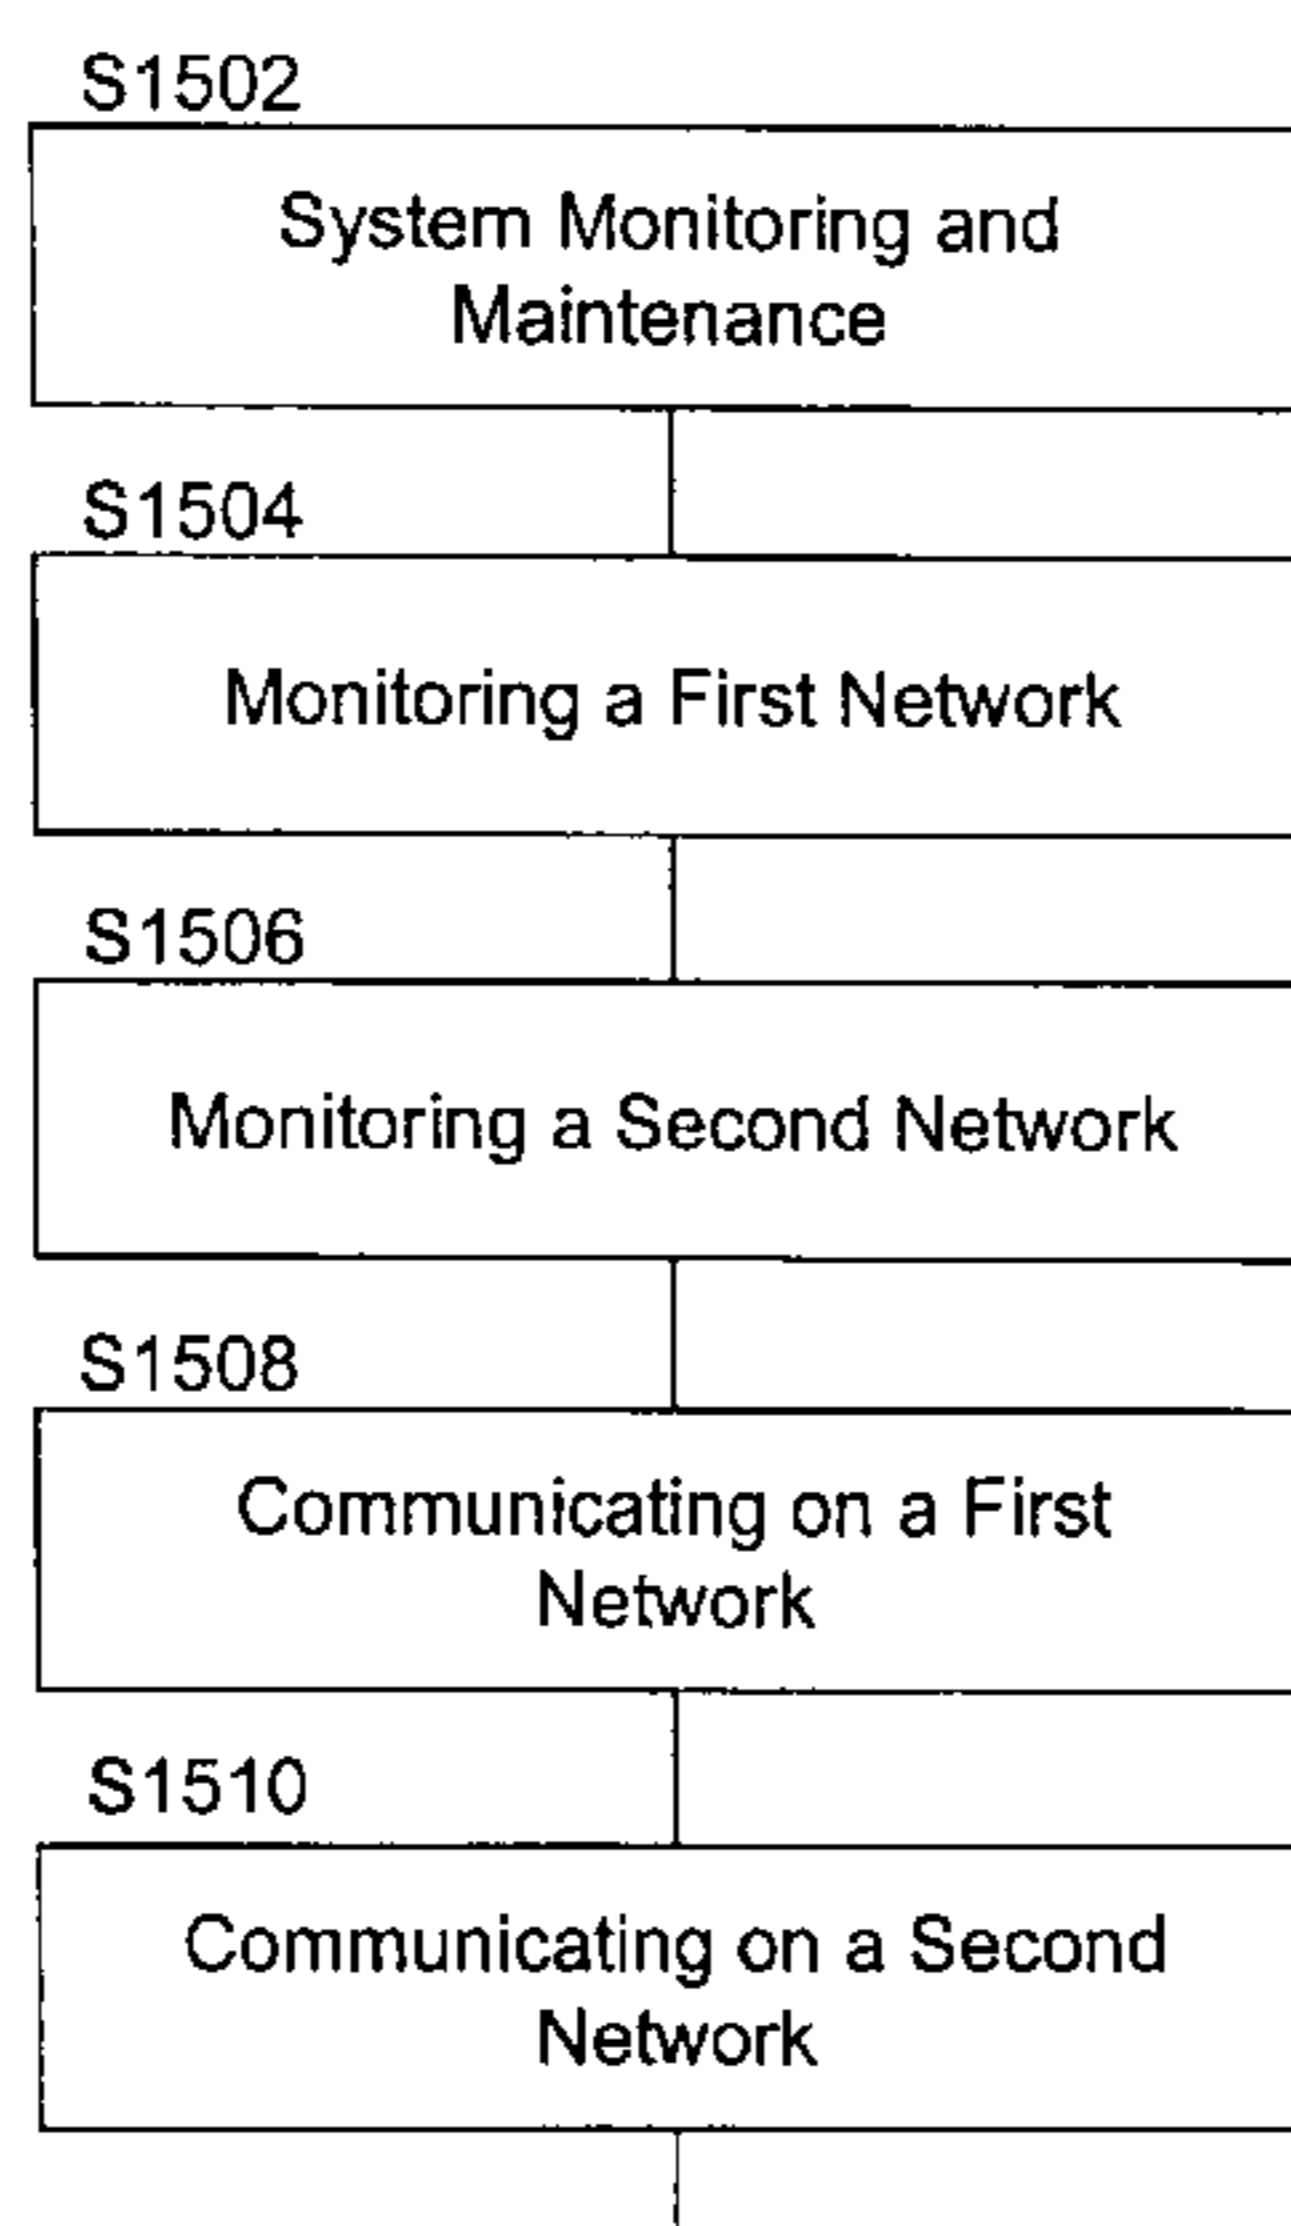 S1502
System Monitoring and
Maintenance
S1504
Monitoring a First Network
S1506
Monitoring a Second Network
S1508
Communicating on a First
Network
S1510
Communicating on a Second
Network